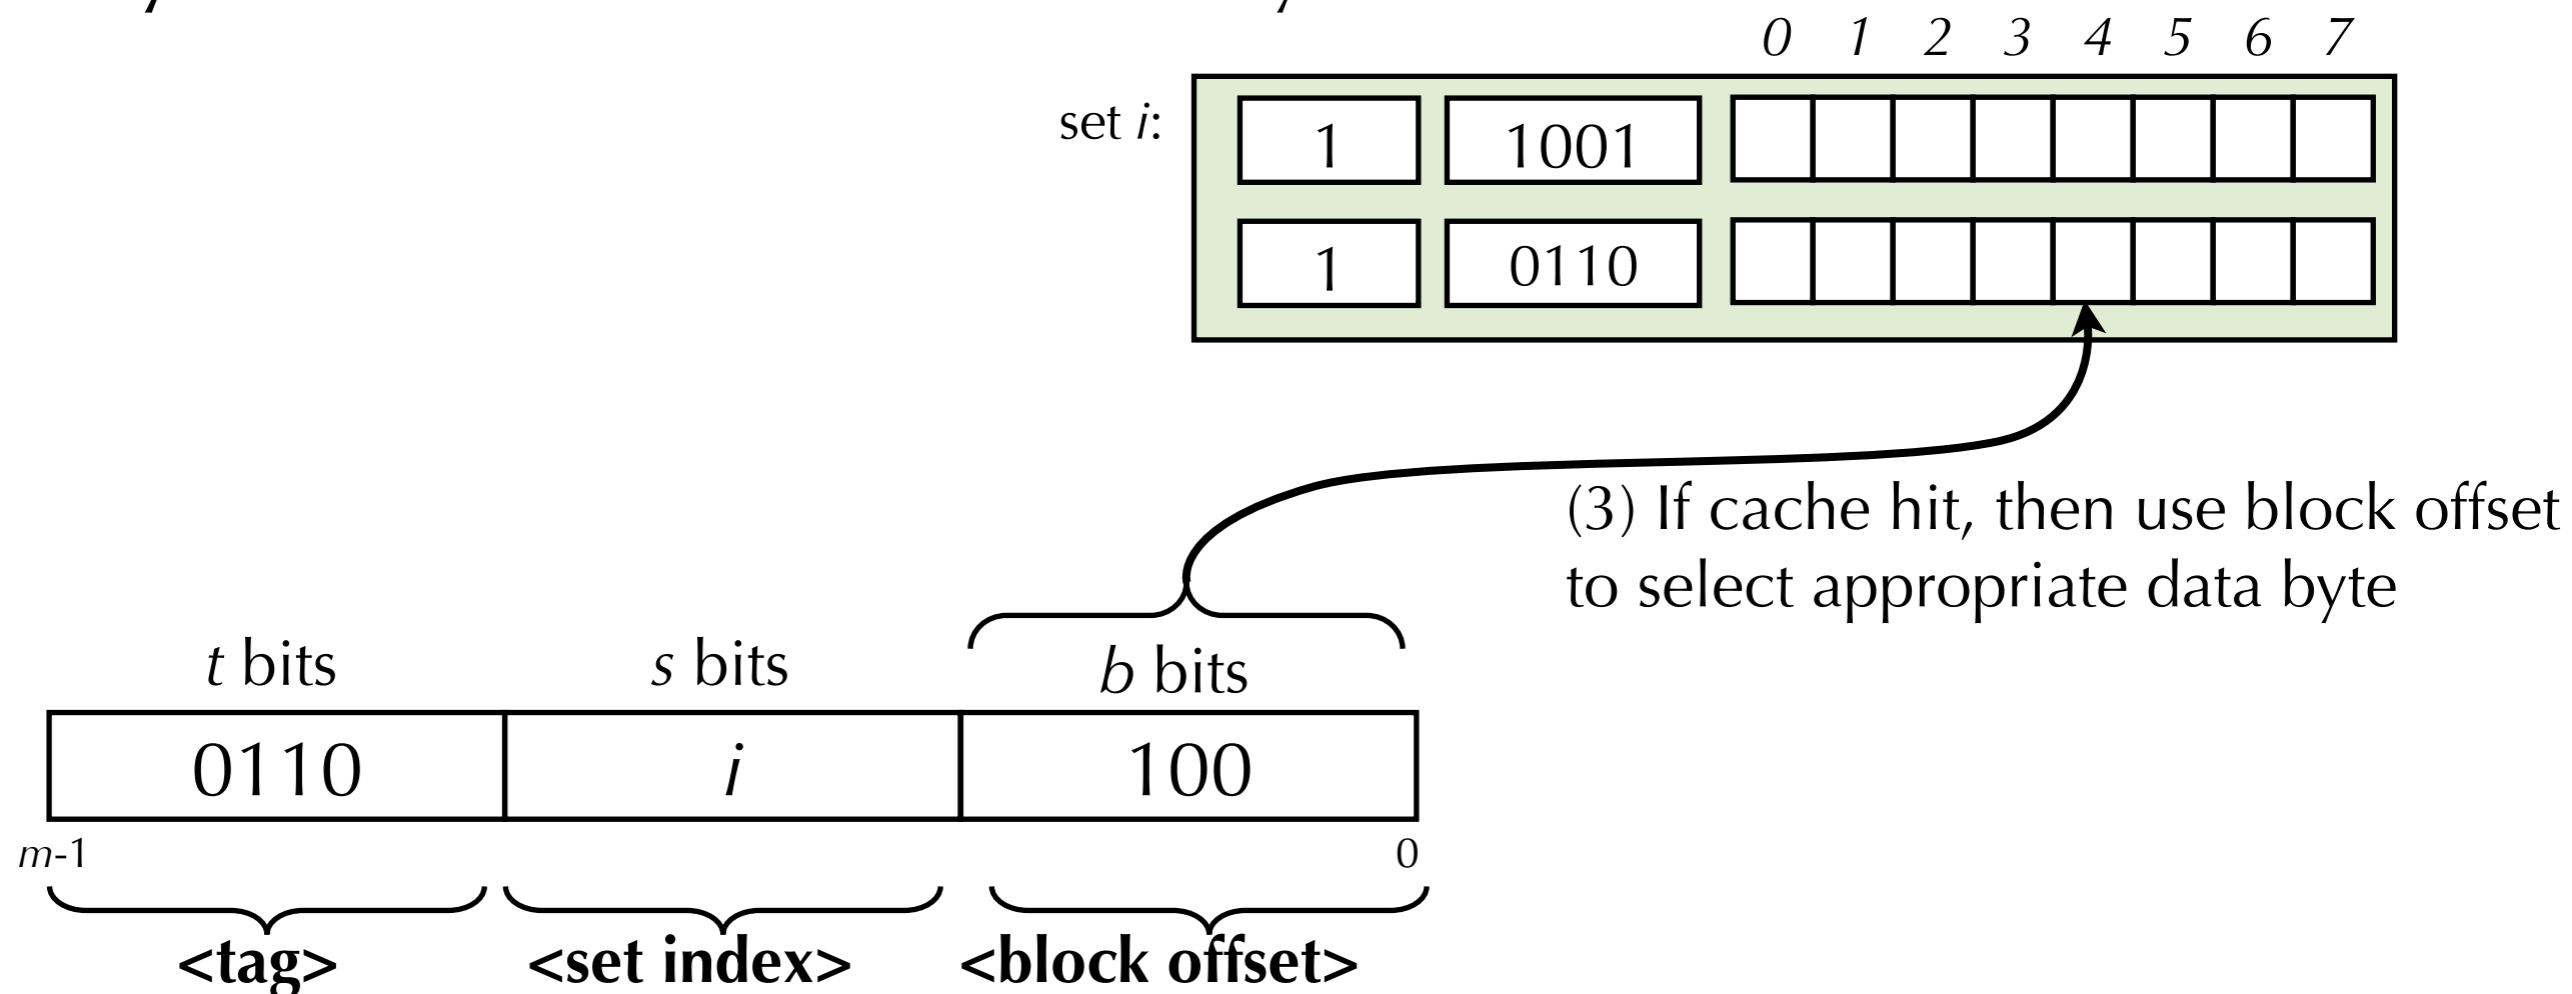 0 1 2 3 4 5 6 7
set i:
1 1001
1 0110
(3) If cache hit, then use block offset
to select appropriate data byte
t bits s bits b bits
0110 i 100
m-1 0
<tag> <set index> <block offset>